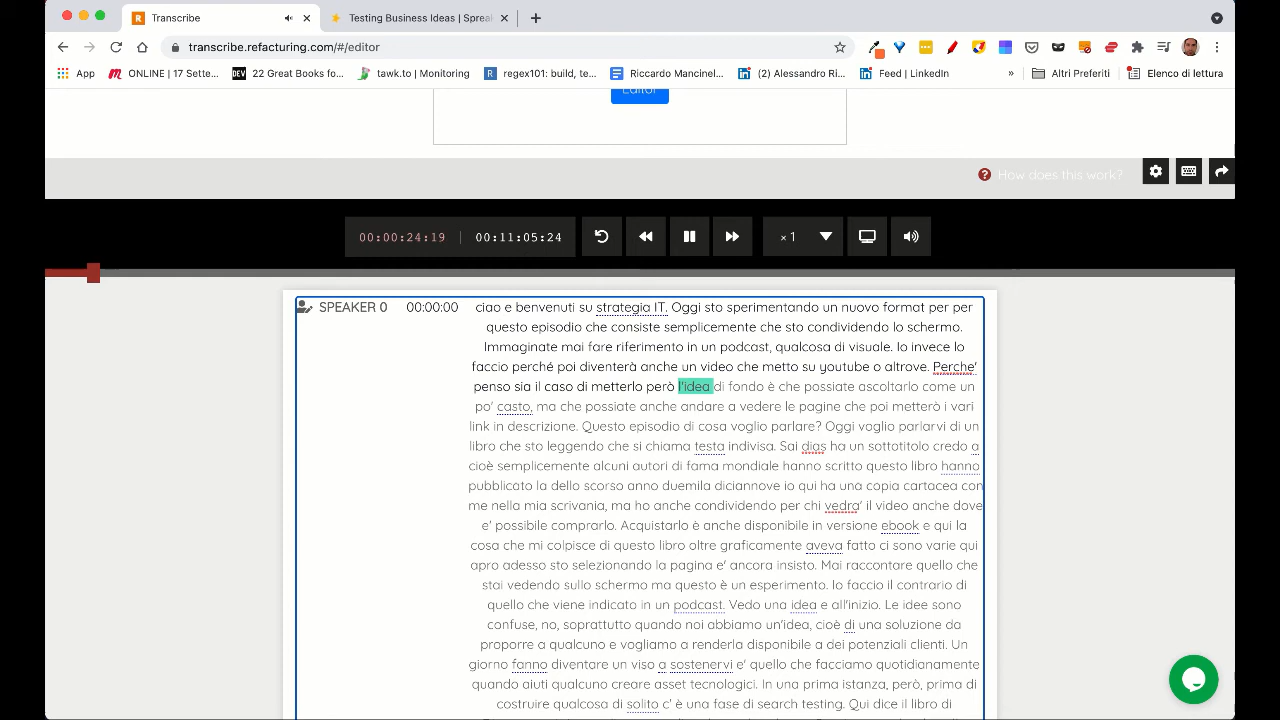 Transcribe
Testing Business Ideas | Sprea
transcribe.refacturing.com/#/editor
App
ONLINE | 17 Sette...
DEV
22 Great Books fo...
tawk.to | Monitoring
regex101: build, te...
Riccardo Mancinel...
(2) Alessandro Ri...
Feed | LinkedIn
»
Altri Preferiti
Elenco di lettura
Editor
How does this work?
00:00:24:19 | 00:11:05:24
x 1
SPEAKER 0
00:00:00
ciao e benvenuti su strategia IT. Oggi sto sperimentando un nuovo format per per
questo episodio che consiste semplicemente che sto condividendo lo schermo.
Immaginate mai fare riferimento in un podcast, qualcosa di visuale. Io invece lo
faccio perché poi diventerà anche un video che metto su youtube o altrove. Perche'
penso sia il caso di metterlo però l'idea di fondo è che possiate ascoltarlo come un
po' casto, ma che possiate anche andare a vedere le pagine che poi metterò i vari
link in descrizione. Questo episodio di cosa voglio parlare? Oggi voglio parlarvi di un
libro che sto leggendo che si chiama testa indivisa. Sai dias ha un sottotitolo credo a
cioè semplicemente alcuni autori di fama mondiale hanno scritto questo libro hanno
pubblicato la dello scorso anno duemila diciannove io qui ha una copia cartacea con
me nella mia scrivania, ma ho anche condividendo per chi vedra' il video anche dove
e' possibile comprarlo. Acquistarlo è anche disponibile in versione ebook e qui la
cosa che mi colpisce di questo libro oltre graficamente aveva fatto ci sono varie qui
apro adesso sto selezionando la pagina e' ancora insisto. Mai raccontare quello che
stai vedendo sullo schermo ma questo è un esperimento. Io faccio il contrario di
quello che viene indicato in un podcast. Vedo una idea e all'inizio. Le idee sono
confuse, no, soprattutto quando noi abbiamo un'idea, cioè di una soluzione da
proporre a qualcuno e vogliamo a renderla disponibile a dei potenziali clienti. Un
giorno fanno diventare un viso a sostenervi e' quello che facciamo quotidianamente
quando aiuti qualcuno creare asset tecnologici. In una prima istanza, però, prima di
costruire qualcosa di solito c' è una fase di search testing. Qui dice il libro di